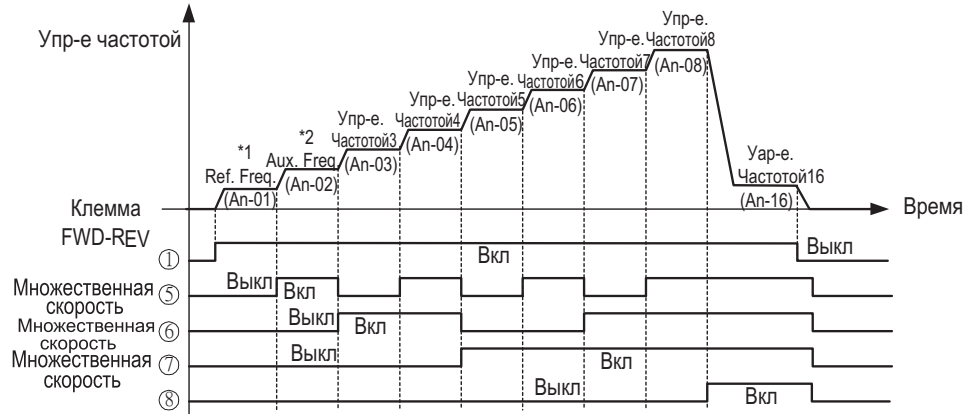 Упр-е частотой
Упр-е.
Частотой8
(An-08)
Упр-е.
Частотой7
(An-07)
Упр-е.
Частотой6
(An-06)
Упр-е.
Частотой5
(An-05)
Упр-е.
Частотой4
(An-04)
Упр-е.
Частотой3
(An-03)
*2
Aux. Freq.
(An-02)
*1
Ref. Freq.
(An-01)
Уар-е.
Частотой16
(An-16)
Время
Клемма
FWD-REV
①
Вкл
Выкл
Множественная
скорость
⑤
Выкл
Вкл
Множественная
скорость
⑥
Выкл
Вкл
Множественная
скорость
⑦
Выкл
Вкл
⑧
Выкл
Вкл